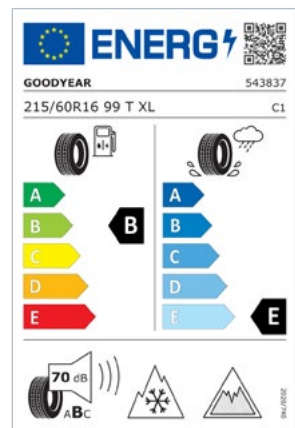 ENERG
GOODYEAR 543837
215/60R16 99 T XL C1
A A
B B B
C C
D D
E E E
70 dB
ABC
2020/740